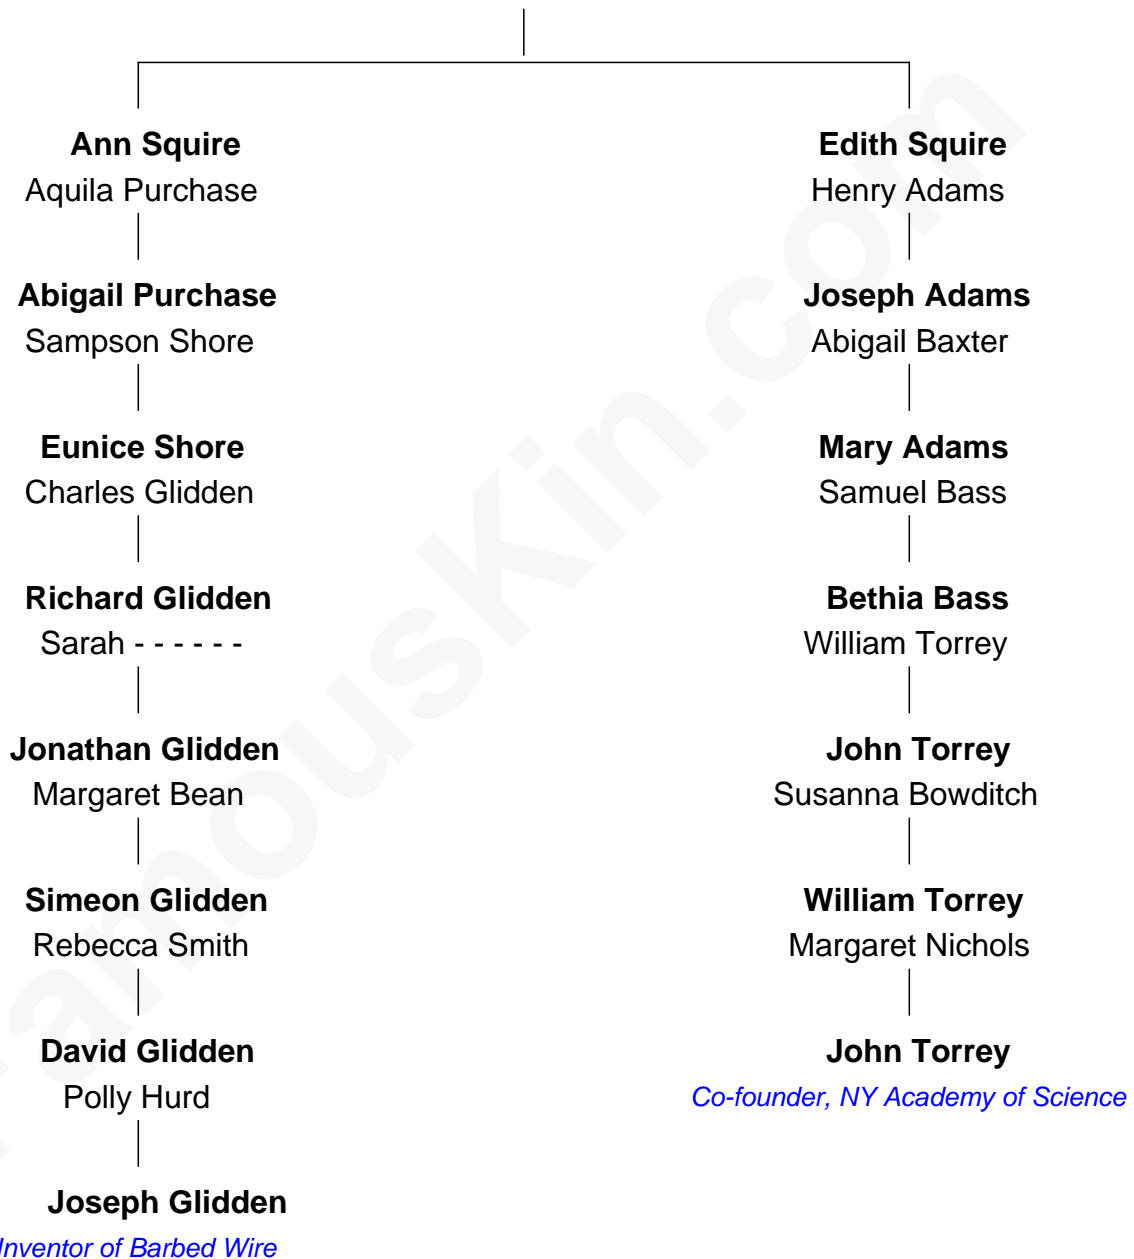 Ann Squire
Aquila Purchase
Abigail Purchase
Sampson Shore
Eunice Shore
Charles Glidden
Richard Glidden
Sarah - - - - - -
Jonathan Glidden
Margaret Bean
Simeon Glidden
Rebecca Smith
David Glidden
Polly Hurd
Joseph Glidden
Inventor of Barbed Wire
Edith Squire
Henry Adams
Joseph Adams
Abigail Baxter
Mary Adams
Samuel Bass
Bethia Bass
William Torrey
John Torrey
Susanna Bowditch
William Torrey
Margaret Nichols
John Torrey
Co-founder, NY Academy of Science
FamousKin.com